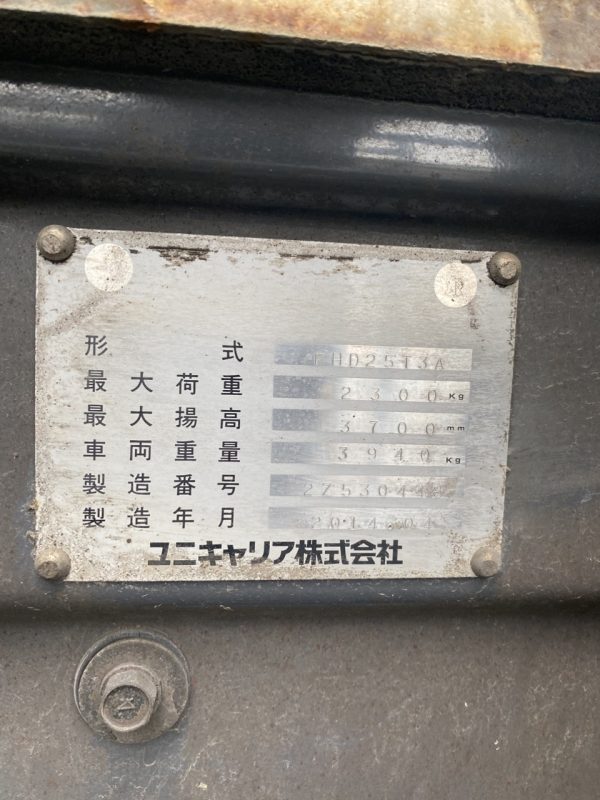 形式 FHD25T3A
最大荷重 2300 Kg
最大揚高 3700 mm
車両重量 3940 Kg
製造番号
製造年月 2014.04
ユニキャリア株式会社